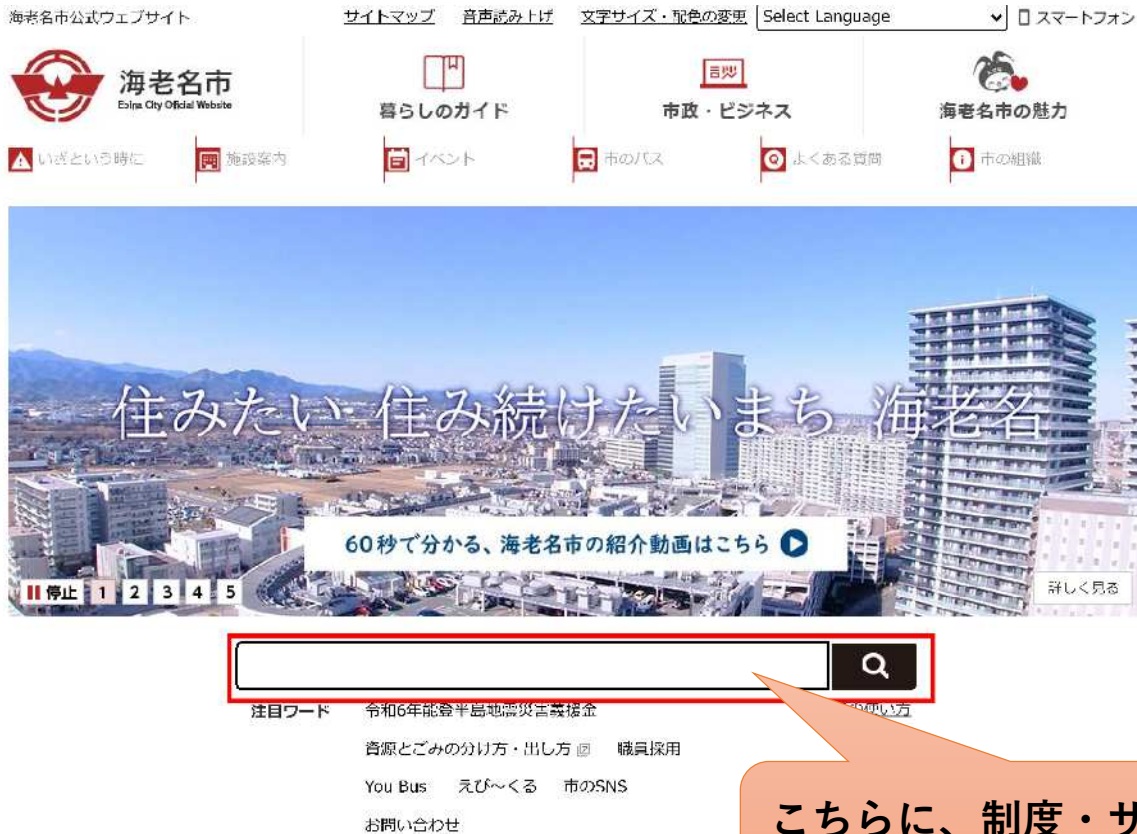 海老名市公式ウェブサイト
サイトマップ 音声読み上げ 文字サイズ・配色の変更 Select Language スマートフォン
海老名市
Ebina City Official Website
暮らしのガイド
市政・ビジネス
海老名市の魅力
いざという時に 施設案内 イベント 市のバス よくある質問 市の組織
住みたい 住み続けたいまち 海老名
60秒で分かる、海老名市の紹介動画はこちら
停止 1 2 3 4 5
詳しく見る
注目ワード 令和6年能登半島地震災害義援金 の使い方
資源とごみの分け方・出し方 職員採用
You Bus えび～くる 市のSNS
お問い合わせ
こちらに、制度・サ